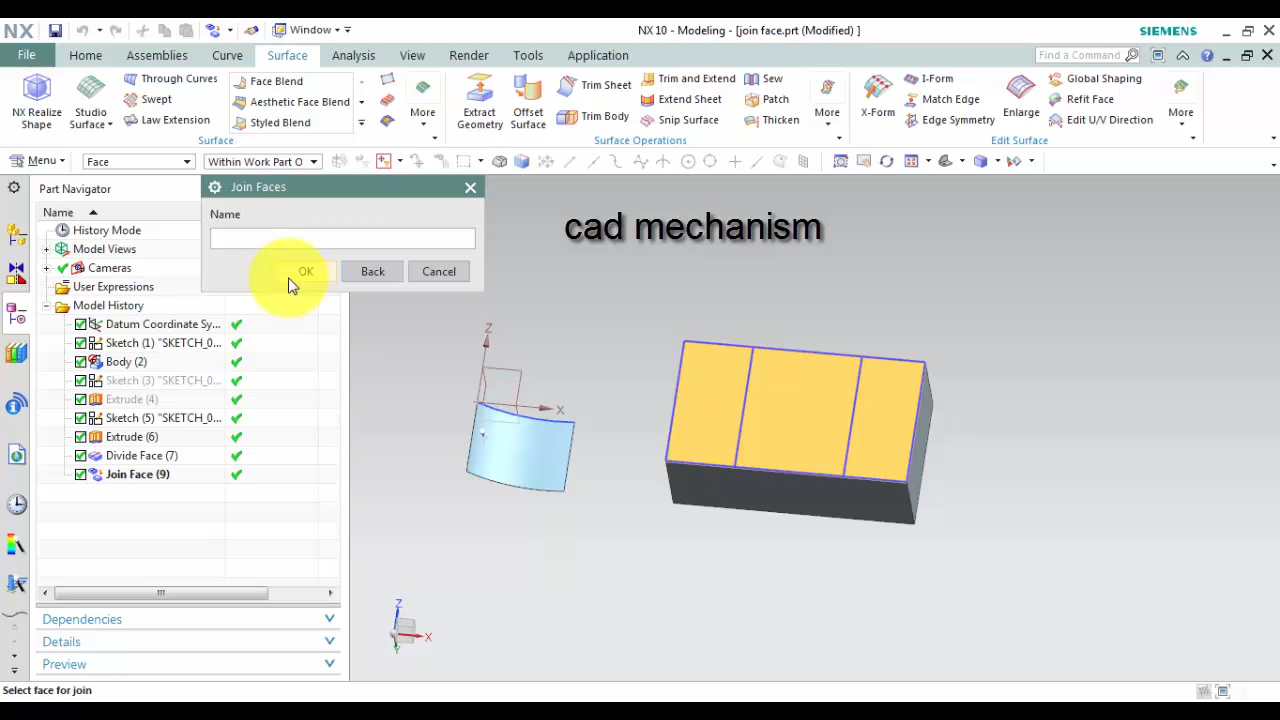 NX
Window
NX 10 - Modeling - [join face.prt (Modified) ]
SIEMENS
File
Home
Assemblies
Curve
Surface
Analysis
View
Render
Tools
Application
Find a Command
NX Realize Shape
Studio Surface
Through Curves
Swept
Law Extension
Face Blend
Aesthetic Face Blend
Styled Blend
More
Surface
Extract Geometry
Offset Surface
Trim Sheet
Trim Body
Trim and Extend
Extend Sheet
Snip Surface
Sew
Patch
Thicken
More
Surface Operations
X-Form
I-Form
Match Edge
Edge Symmetry
Enlarge
Global Shaping
Refit Face
Edit U/V Direction
More
Edit Surface
Menu
Face
Within Work Part O
Part Navigator
Name
History Mode
Model Views
Cameras
User Expressions
Model History
Datum Coordinate Sy...
Sketch (1) "SKETCH_0...
Body (2)
Sketch (3) "SKETCH_0...
Extrude (4)
Sketch (5) "SKETCH_0...
Extrude (6)
Divide Face (7)
Join Face (9)
Dependencies
Details
Preview
Join Faces
Name
OK
Back
Cancel
cad mechanism
Z
X
Z
X
Y
Select face for join